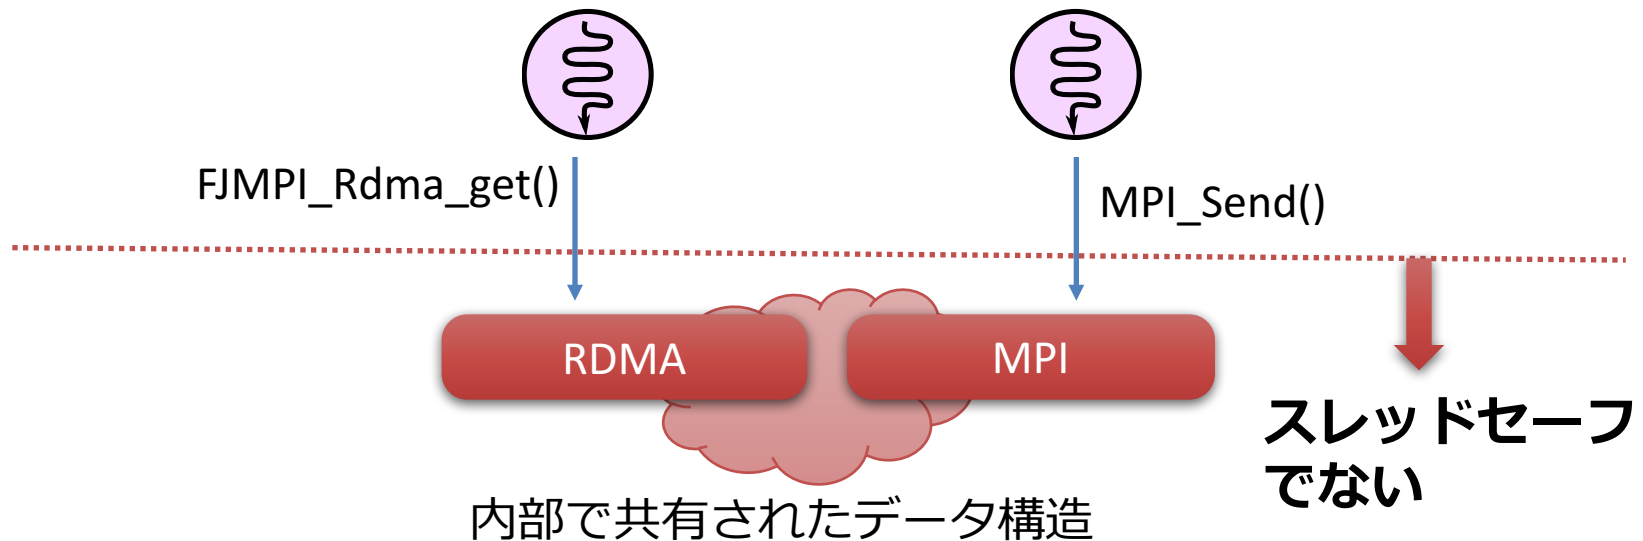 FJMPI_Rdma_get()
MPI_Send()
RDMA
MPI
スレッドセーフ
でない
内部で共有されたデータ構造